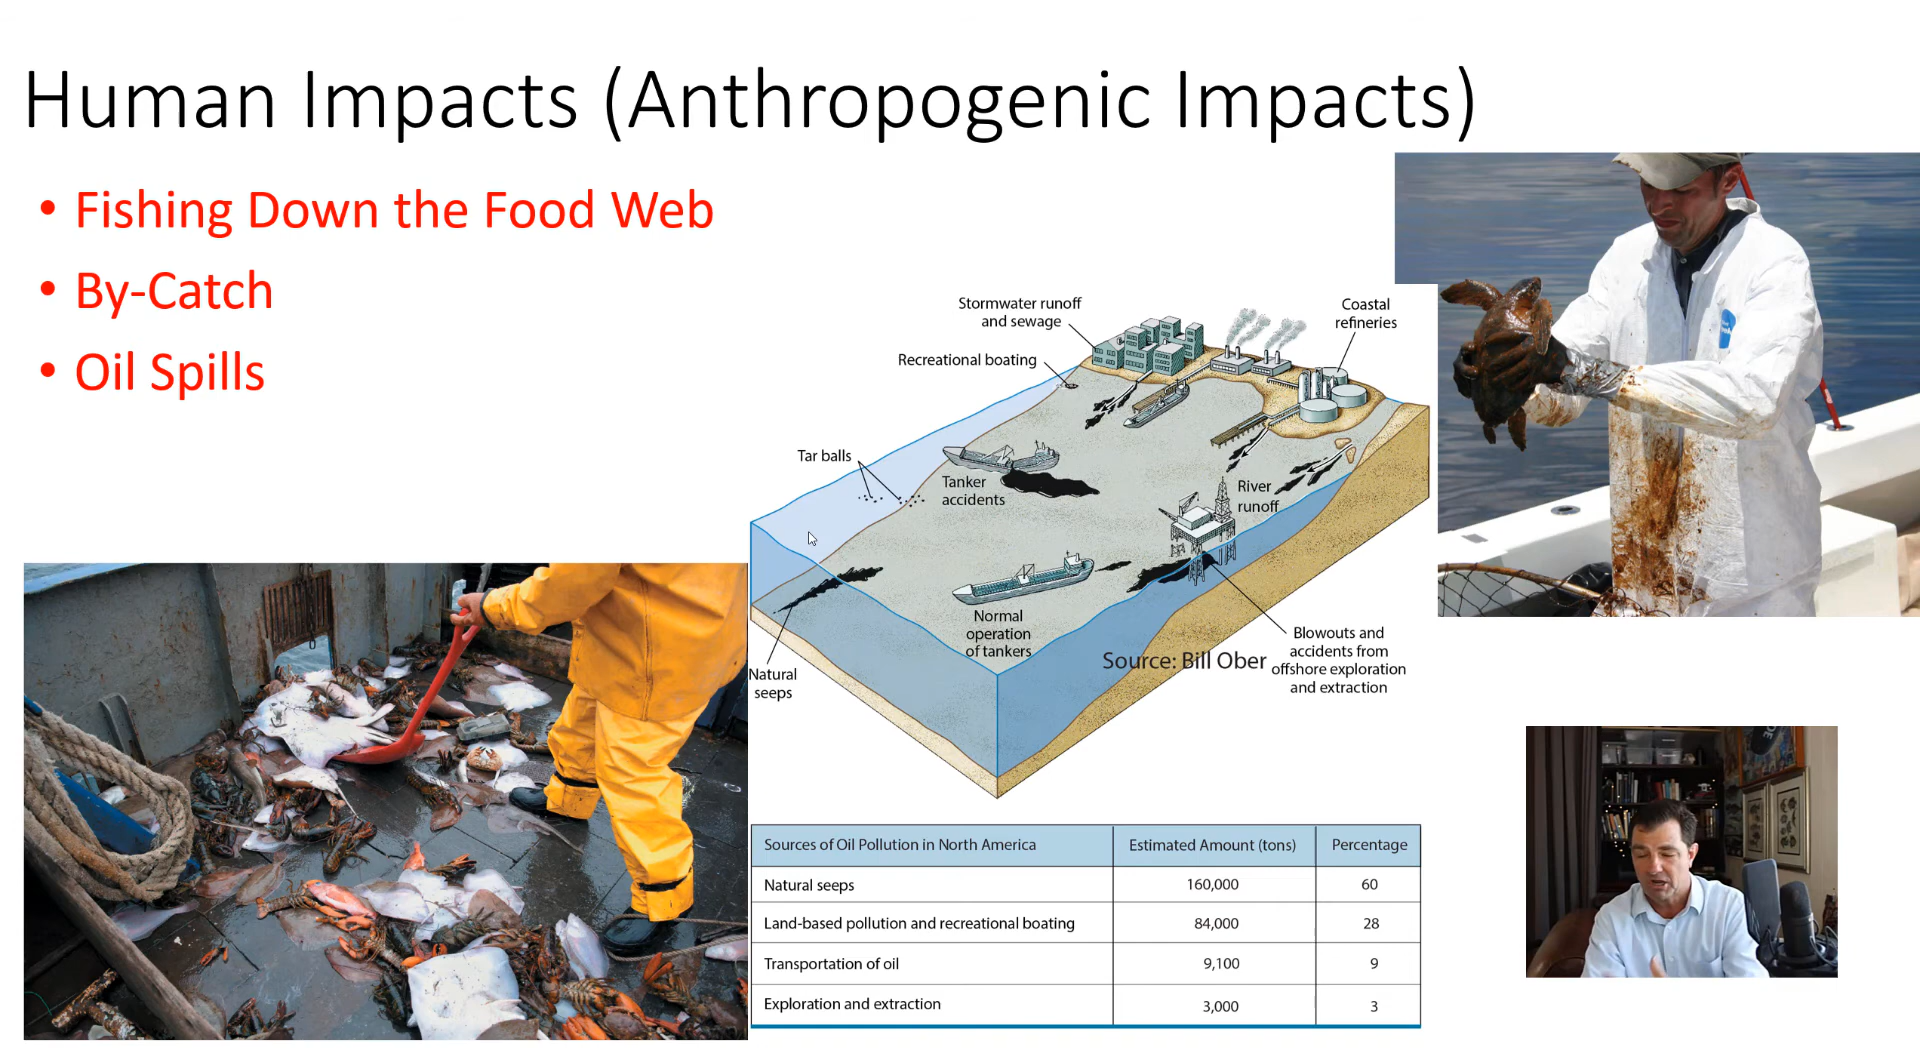 Human Impacts (Anthropogenic Impacts)
• Fishing Down the Food Web
• By-Catch
• Oil Spills
Stormwater runoff
and sewage
Recreational boating
Coastal
refineries
Tar balls
Tanker
accidents
River
runoff
Normal
operation
of tankers
Natural
seeps
Source: Bill Ober
Blowouts and
accidents from
offshore exploration
and extraction
Sources of Oil Pollution in North America Estimated Amount (tons) Percentage
Natural seeps 160,000 60
Land-based pollution and recreational boating 84,000 28
Transportation of oil 9,100 9
Exploration and extraction 3,000 3